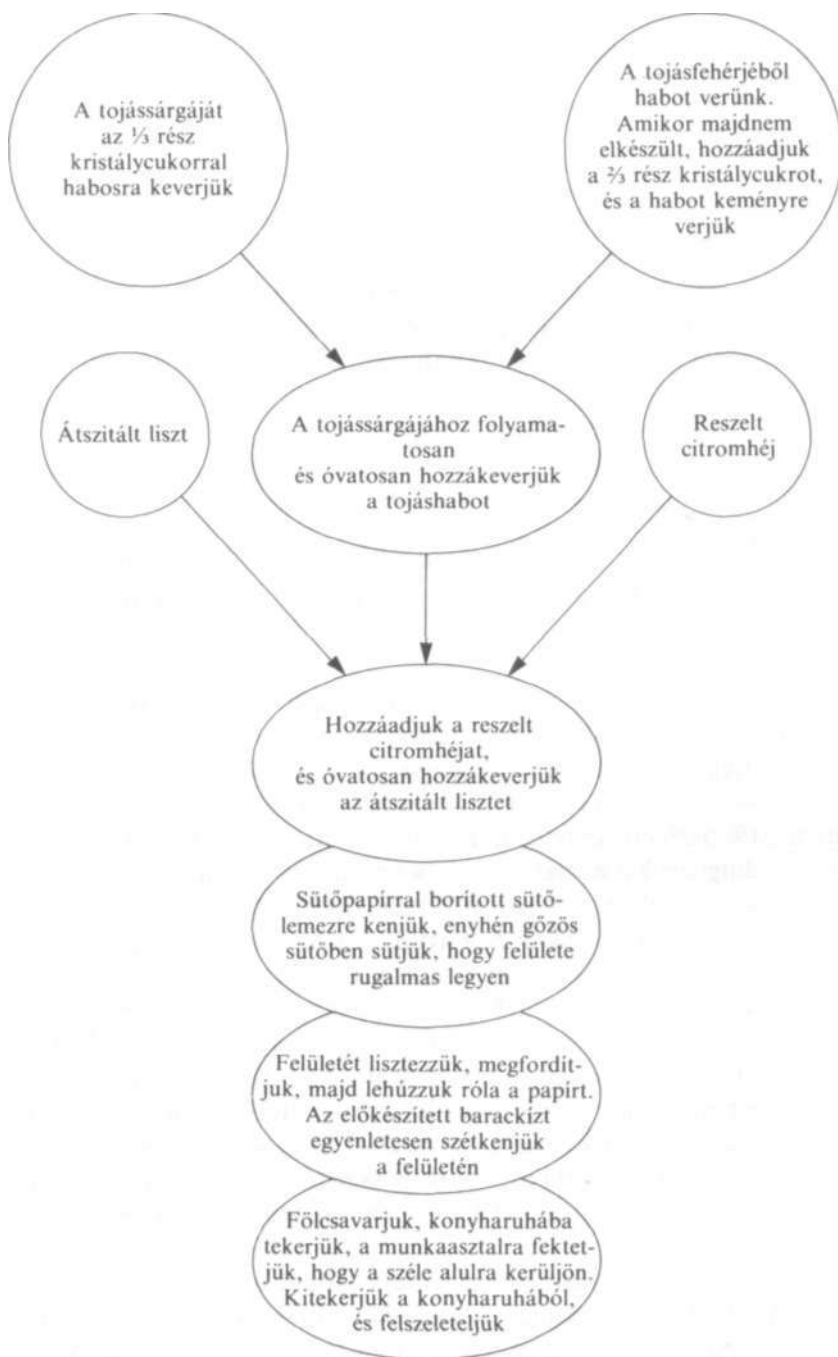 A tojássárgáját
az ⅓ rész
kristálycukorral
habosra keverjük
A tojásfehérjéből
habot verünk.
Amikor majdnem
elkészült, hozzáadjuk
a ⅔ rész kristálycukrot,
és a habot keményre
verjük
Átszitált liszt
A tojássárgájához folyama-
tosan
és óvatosan hozzákeverjük
a tojáshabot
Reszelt
citromhéj
Hozzáadjuk a reszelt
citromhéjat,
és óvatosan hozzákeverjük
az átszitált lisztet
Sütőpapírral borított sütő-
lemezre kenjük, enyhén gőzös
sütőben sütjük, hogy felülete
rugalmas legyen
Felületét lisztezzük, megfordít-
juk, majd lehúzzuk róla a papírt.
Az előkészített barackízt
egyenletesen szétkenjük
a felületén
Fölcsavarjuk, konyharuhába
tekerjük, a munkaasztalra fektet-
jük, hogy a széle alulra kerüljön.
Kitekerjük a konyharuhából,
és felszeleteljük